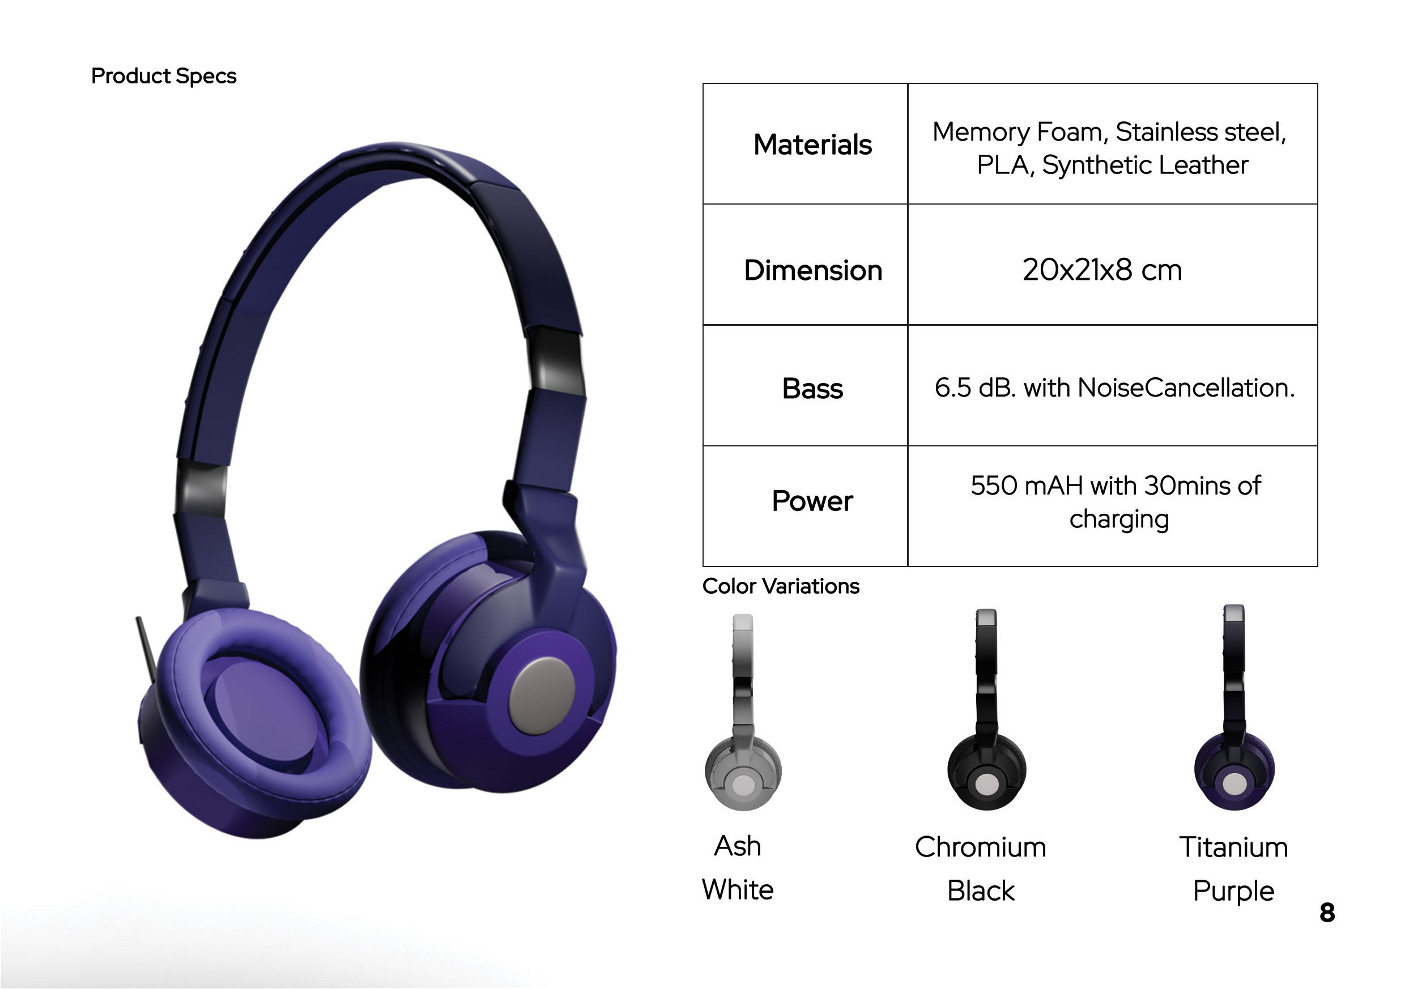 Product Specs
Materials
Memory Foam, Stainless steel,
PLA, Synthetic Leather
Dimension
20x21x8 cm
Bass
6.5 dB. with NoiseCancellation.
Power
550 mAH with 30mins of
charging
Color Variations
Ash
White
Chromium
Black
Titanium
Purple
8